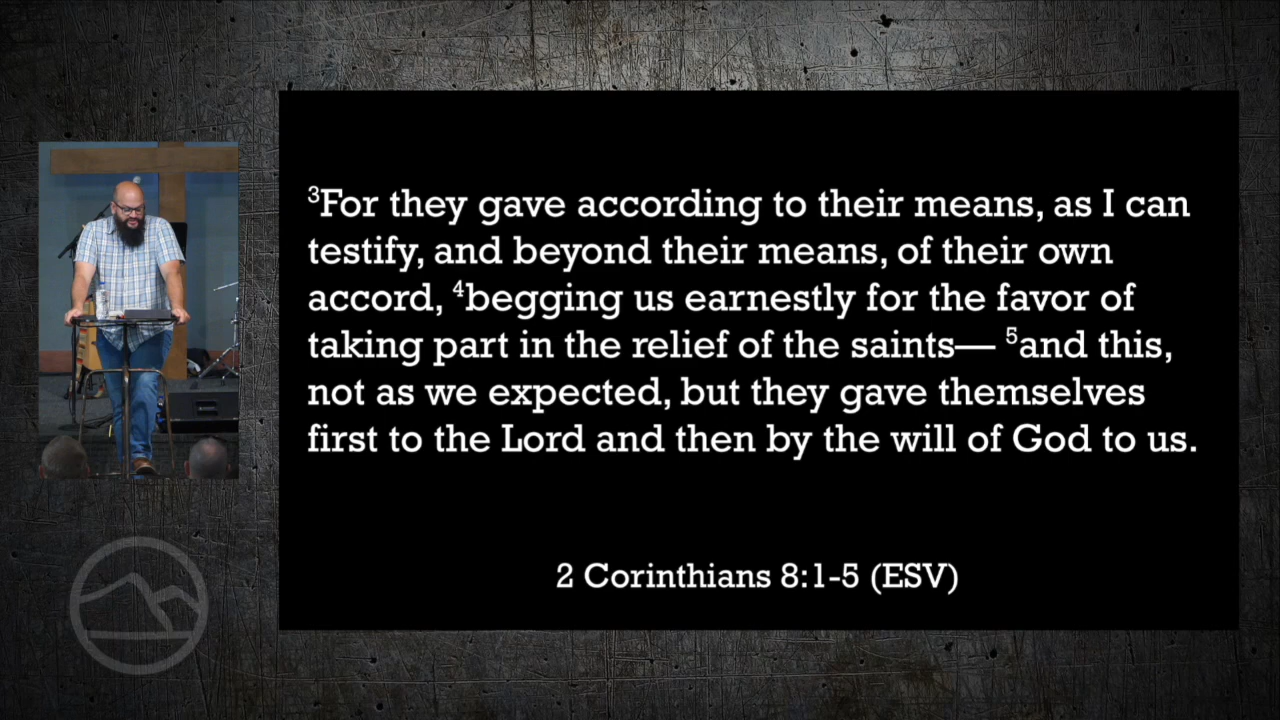 ³For they gave according to their means, as I can
testify, and beyond their means, of their own
accord, ⁴begging us earnestly for the favor of
taking part in the relief of the saints— ⁵and this,
not as we expected, but they gave themselves
first to the Lord and then by the will of God to us.
2 Corinthians 8:1-5 (ESV)